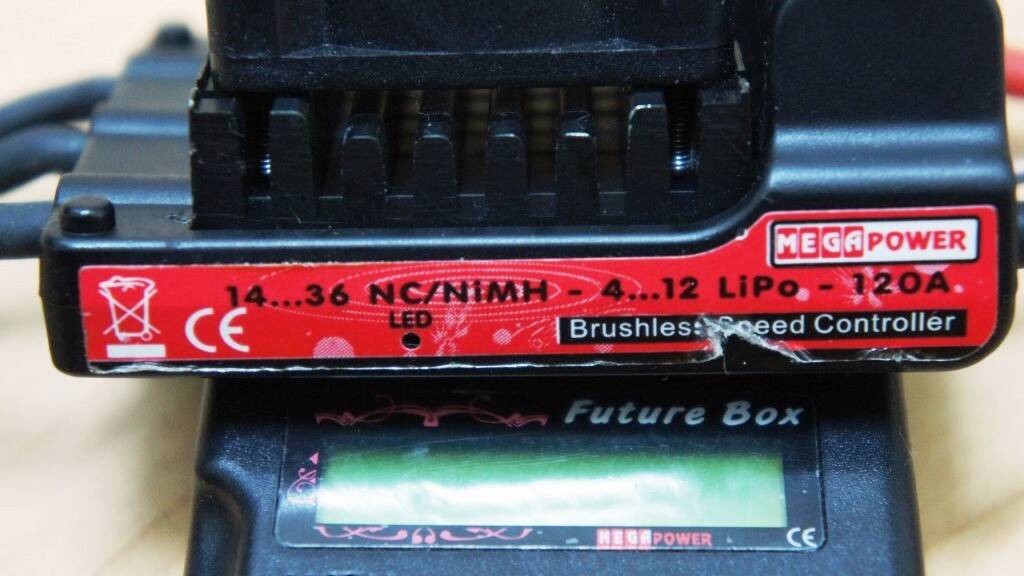 MEGAPOWER
14...36 NC/NiMH - 4...12 LiPo - 120A
CE
LED
Brushless Speed Controller
Future Box
MEGAPOWER
CE